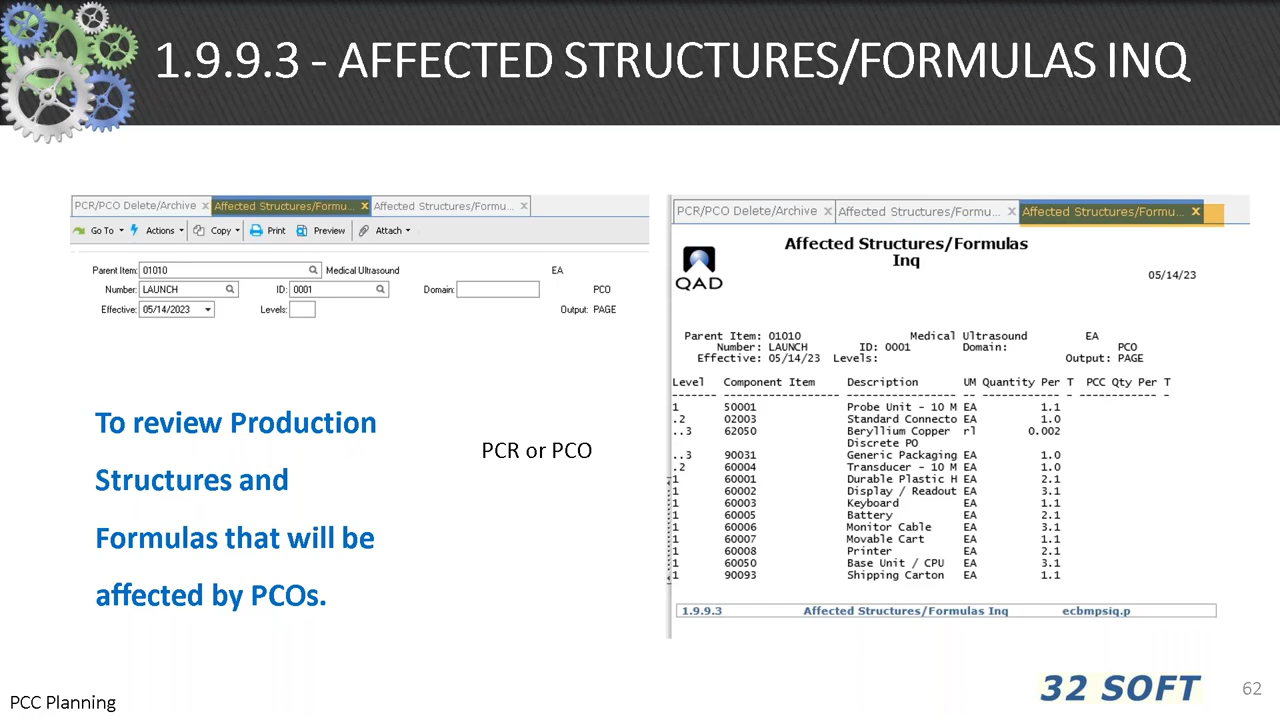 1.9.9.3 - AFFECTED STRUCTURES/FORMULAS INQ
PCR/PCO Delete/Archive x Affected Structures/Formu... x Affected Structures/Formu... x
Go To Actions Copy Print Preview Attach
Parent Item: 01010 Medical Ultrasound EA
Number: LAUNCH ID: 0001 Domain: PCO
Effective: 05/14/2023 Levels: Output: PAGE
To review Production
Structures and
Formulas that will be
affected by PCOs.
PCR or PCO
PCR/PCO Delete/Archive x Affected Structures/Formu... x Affected Structures/Formu... x
QAD
Affected Structures/Formulas
Inq
05/14/23
Parent Item: 01010 Medical Ultrasound EA
Number: LAUNCH ID: 0001 Domain: PCO
Effective: 05/14/23 Levels: Output: PAGE
Level Component Item Description UM Quantity Per T PCC Qty Per T
------- ------------------ --------------- -- ------------ - ------------ -
1 50001 Probe Unit - 10 M EA 1.1
.2 02003 Standard Connecto EA 1.0
..3 62050 Beryllium Copper rl 0.002
Discrete PO
..3 90031 Generic Packaging EA 1.0
.2 60004 Transducer - 10 M EA 1.0
1 60001 Durable Plastic H EA 2.1
1 60002 Display / Readout EA 3.1
1 60003 Keyboard EA 1.1
1 60005 Battery EA 2.1
1 60006 Monitor Cable EA 3.1
1 60007 Movable Cart EA 1.1
1 60008 Printer EA 2.1
1 60050 Base Unit / CPU EA 3.1
1 90093 Shipping Carton EA 1.1
1.9.9.3 Affected Structures/Formulas Inq ecbmpsiq.p
PCC Planning
32 SOFT
62